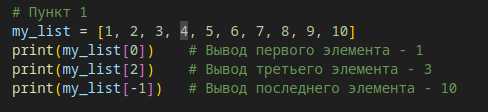 # Пункт 1
my_list = [1, 2, 3, 4, 5, 6, 7, 8, 9, 10]
print(my_list[0])    # Вывод первого элемента - 1
print(my_list[2])    # Вывод третьего элемента - 3
print(my_list[-1])   # Вывод последнего элемента - 10